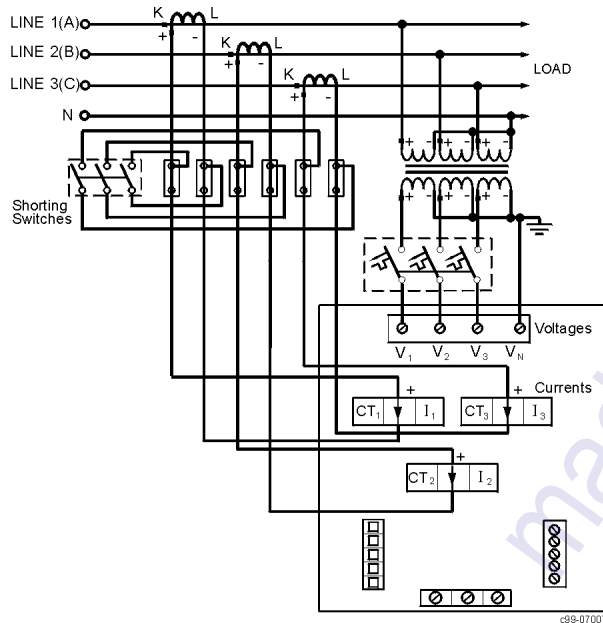 K L
LINE 1(A)
+ -
LINE 2(B) K L
+ -
LOAD
LINE 3(C) K L
+ -
N
+ - + - + -
+ - + - + -
Shorting
Switches
Voltages
V1 V2 V3 VN
+ + Currents
CT1 I1 CT3 I3
+
CT2 I2
c99-07007